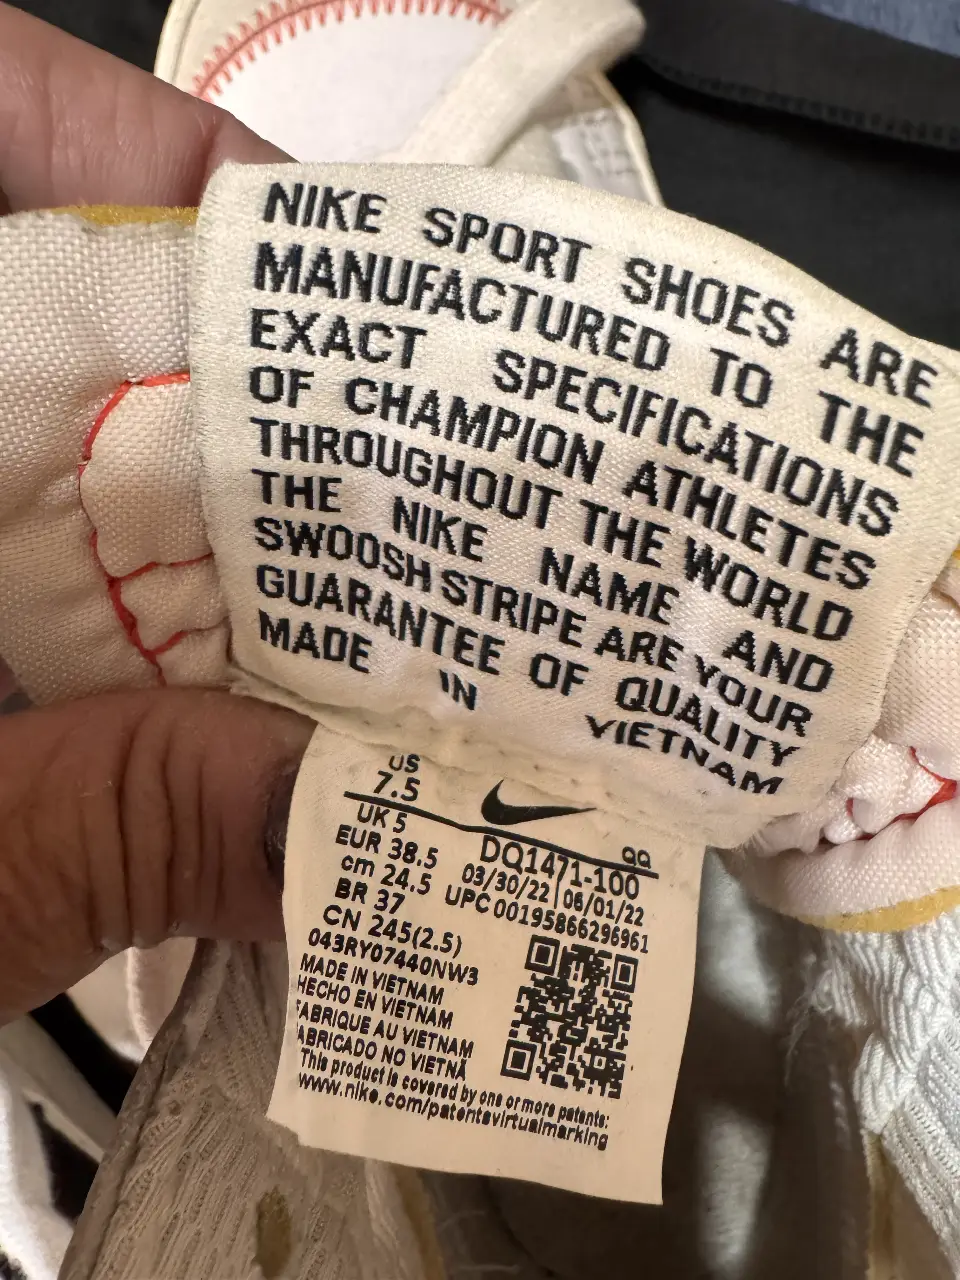 NIKE SPORT SHOES ARE
MANUFACTURED TO THE
EXACT SPECIFICATIONS
OF CHAMPION ATHLETES
THROUGHOUT THE WORLD
THE NIKE NAME AND
SWOOSH STRIPE ARE YOUR
GUARANTEE OF QUALITY
MADE IN VIETNAM
US
7.5
UK 5
EUR 38.5
cm 24.5
BR 37
CN 245(2.5)
QQ
DQ1471-100
03/30/22 | 06/01/22
UPC 00195866296961
043RY07440NW3
MADE IN VIETNAM
HECHO EN VIETNAM
FABRIQUE AU VIETNAM
FABRICADO NO VIETNÃ
This product is covered by one or more patents:
www.nike.com/patentsvirtualmarking